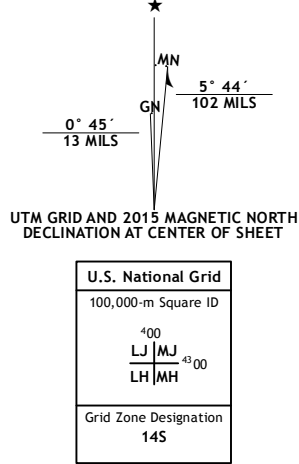 MN
5° 44´
102 MILS
GN
0° 45´
13 MILS
UTM GRID AND 2015 MAGNETIC NORTH
DECLINATION AT CENTER OF SHEET
U.S. National Grid
100,000-m Square ID
⁴00
LJ MJ
⁴³00
LH MH
Grid Zone Designation
14S